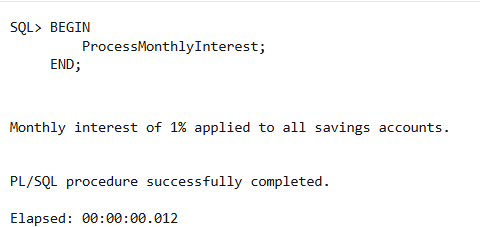 SQL> BEGIN
ProcessMonthlyInterest;
END;
Monthly interest of 1% applied to all savings accounts.
PL/SQL procedure successfully completed.
Elapsed: 00:00:00.012